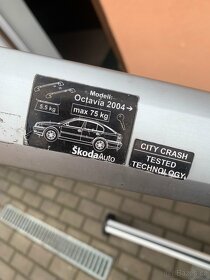 Modell:
Octavia 2004→
5.5 kg
max 75 kg
ŠkodaAuto
CITY CRASH
TESTED
TECHNOLOGY